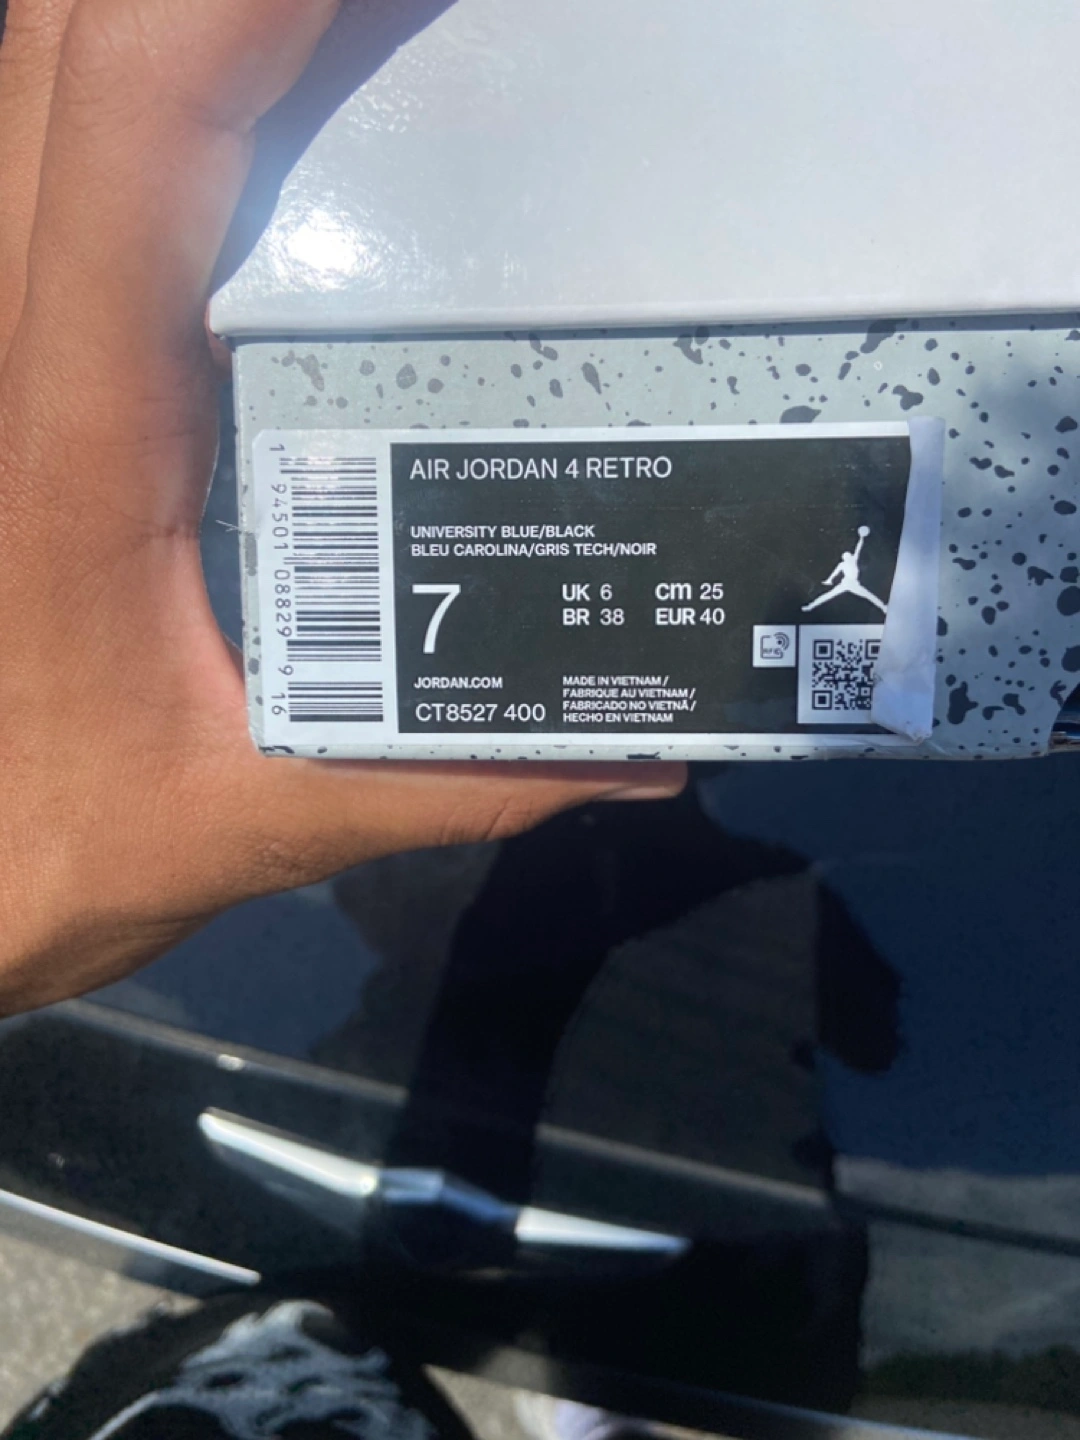 AIR JORDAN 4 RETRO
UNIVERSITY BLUE/BLACK
BLEU CAROLINA/GRIS TECH/NOIR
7
UK 6
cm 25
BR 38
EUR 40
RFID
JORDAN.COM
CT8527 400
MADE IN VIETNAM /
FABRIQUE AU VIETNAM /
FABRICADO NO VIETNÃ /
HECHO EN VIETNAM
1 94501 08829 9 16